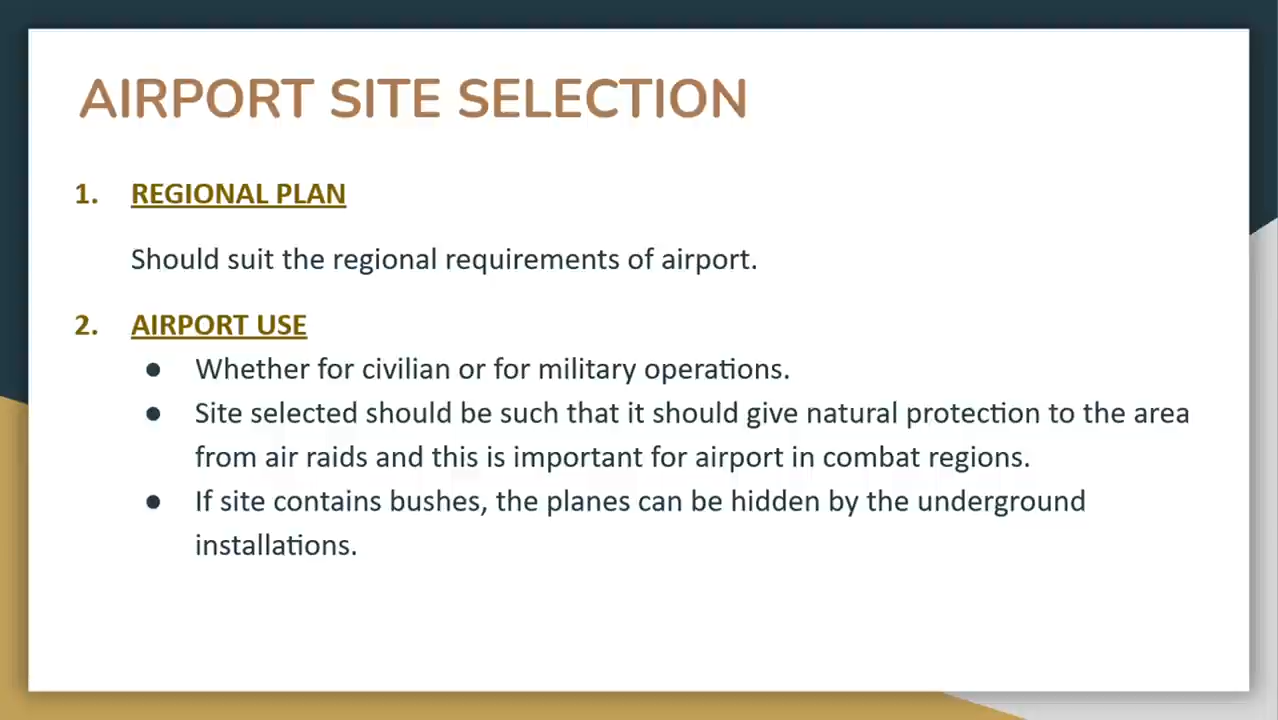 AIRPORT SITE SELECTION
1. REGIONAL PLAN
Should suit the regional requirements of airport.
2. AIRPORT USE
● Whether for civilian or for military operations.
● Site selected should be such that it should give natural protection to the area
from air raids and this is important for airport in combat regions.
● If site contains bushes, the planes can be hidden by the underground
installations.